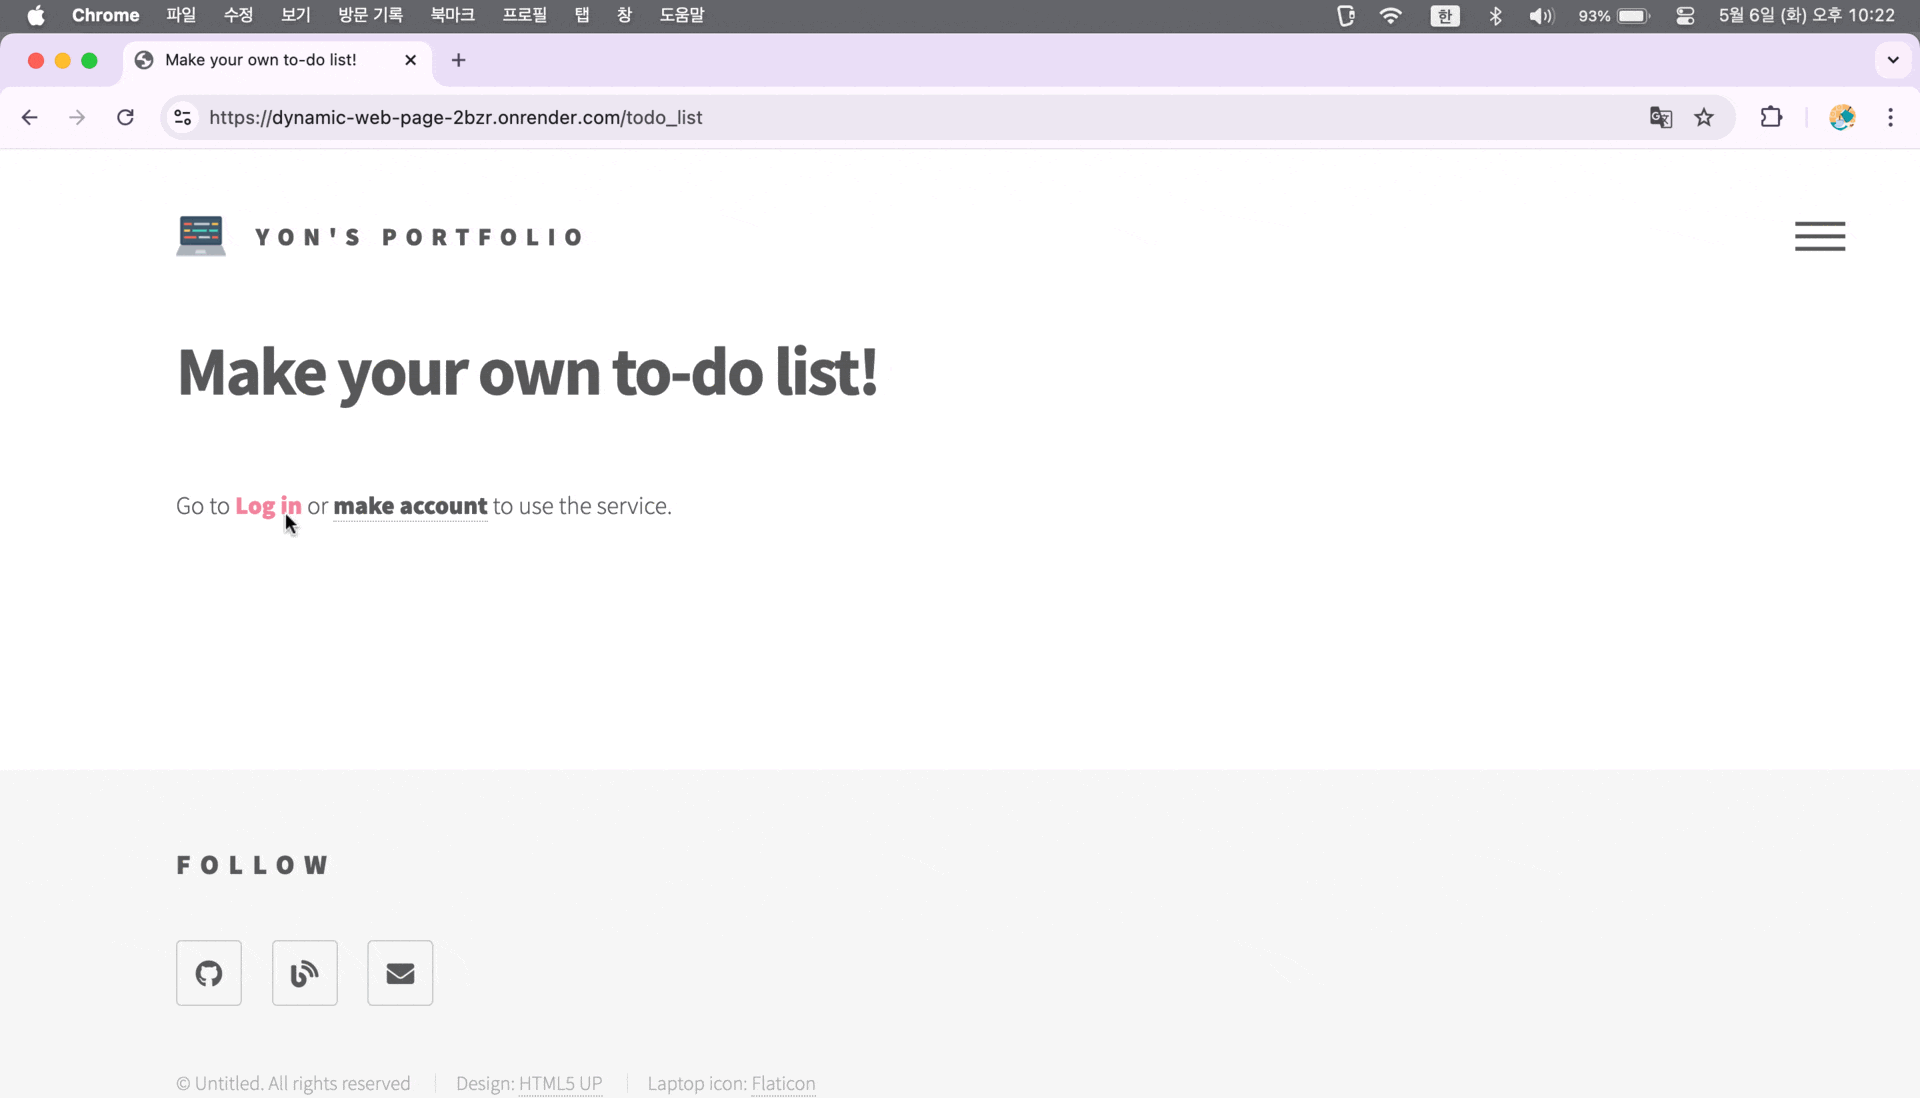 Chrome 파일 수정 보기 방문 기록 북마크 프로필 탭 창 도움말 한 93% 5월 6일 (화) 오후 10:22
Make your own to-do list!
https://dynamic-web-page-2bzr.onrender.com/todo_list
YON'S PORTFOLIO
Make your own to-do list!
Go to Log in or make account to use the service.
FOLLOW
© Untitled. All rights reserved Design: HTML5 UP Laptop icon: Flaticon